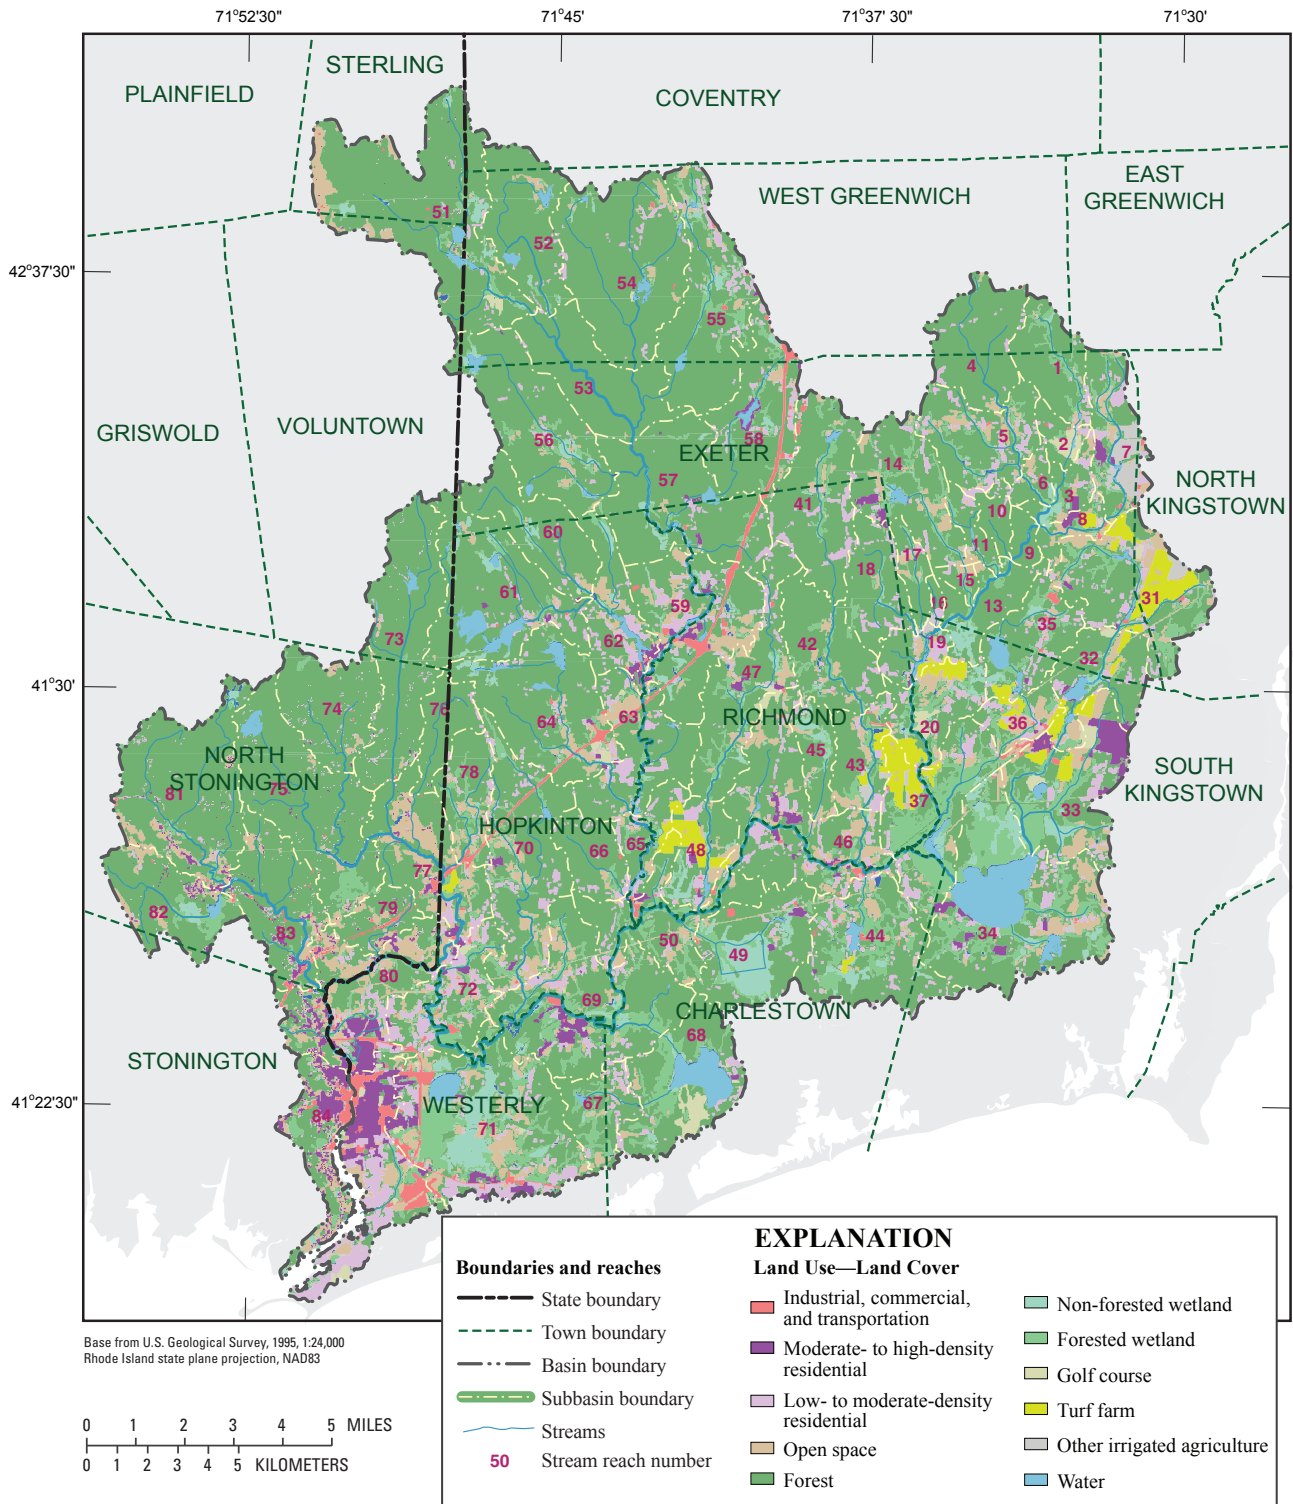 71°52'30"
71°45'
71°37' 30"
71°30'
STERLING
PLAINFIELD
COVENTRY
EAST
GREENWICH
WEST GREENWICH
51
52
42°37'30"
54
55
4
1
53
VOLUNTOWN
GRISWOLD
56
58
EXETER
5
2
7
14
57
6
3
NORTH
KINGSTOWN
41
10
8
60
11
9
17
18
15
61
59
16
13
31
35
73
62
42
19
32
47
41°30'
74
76
64
63
RICHMOND
20
36
45
NORTH
STONINGTON
78
43
SOUTH
KINGSTOWN
81
75
37
33
HOPKINTON
70
66
65
48
46
77
82
79
83
50
44
34
49
80
72
69
CHARLESTOWN
68
STONINGTON
41°22'30"
WESTERLY
67
84
71
EXPLANATION
Boundaries and reaches
State boundary
Town boundary
Basin boundary
Subbasin boundary
Streams
50 Stream reach number
Land Use—Land Cover
Industrial, commercial,
and transportation
Moderate- to high-density
residential
Low- to moderate-density
residential
Open space
Forest
Non-forested wetland
Forested wetland
Golf course
Turf farm
Other irrigated agriculture
Water
Base from U.S. Geological Survey, 1995, 1:24,000
Rhode Island state plane projection, NAD83
0 1 2 3 4 5 MILES
0 1 2 3 4 5 KILOMETERS